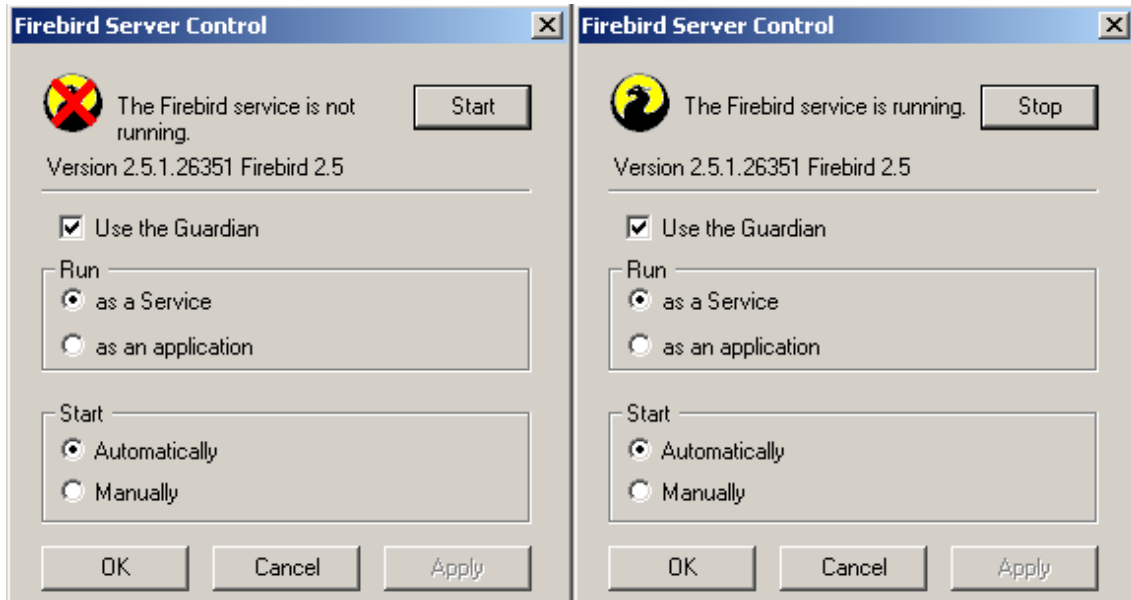 Firebird Server Control
The Firebird service is not
running.
Start
Version 2.5.1.26351 Firebird 2.5
Use the Guardian
Run
as a Service
as an application
Start
Automatically
Manually
OK
Cancel
Apply
Firebird Server Control
The Firebird service is running.
Stop
Version 2.5.1.26351 Firebird 2.5
Use the Guardian
Run
as a Service
as an application
Start
Automatically
Manually
OK
Cancel
Apply